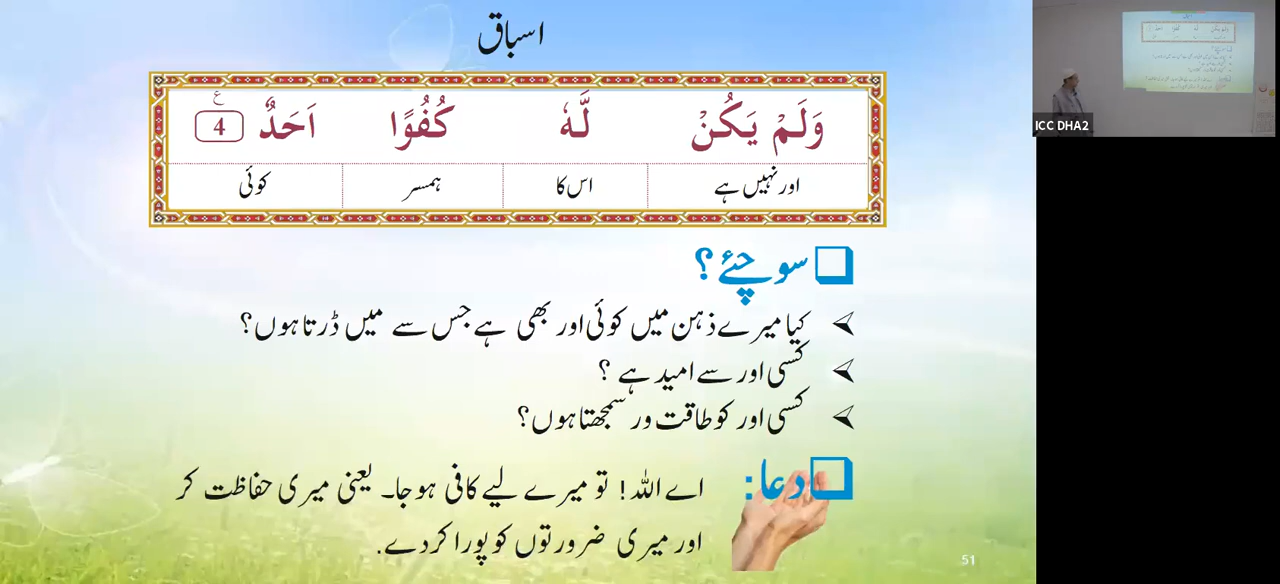 اسباق
وَلَمْ يَكُنْ لَّهٗ كُفُوًا اَحَدٌ ع 4
اور نہیں ہے اس کا ہمسر کوئی
سوچئے؟
کیا میرے ذہن میں کوئی اور بھی ہے جس سے میں ڈرتا ہوں؟
کسی اور سے امید ہے؟
کسی اور کو طاقت ور سمجھتا ہوں؟
دعا: اے اللہ! تو میرے لیے کافی ہو جا۔ یعنی میری حفاظت کر
اور میری ضرورتوں کو پورا کر دے.
51
ICC DHA2